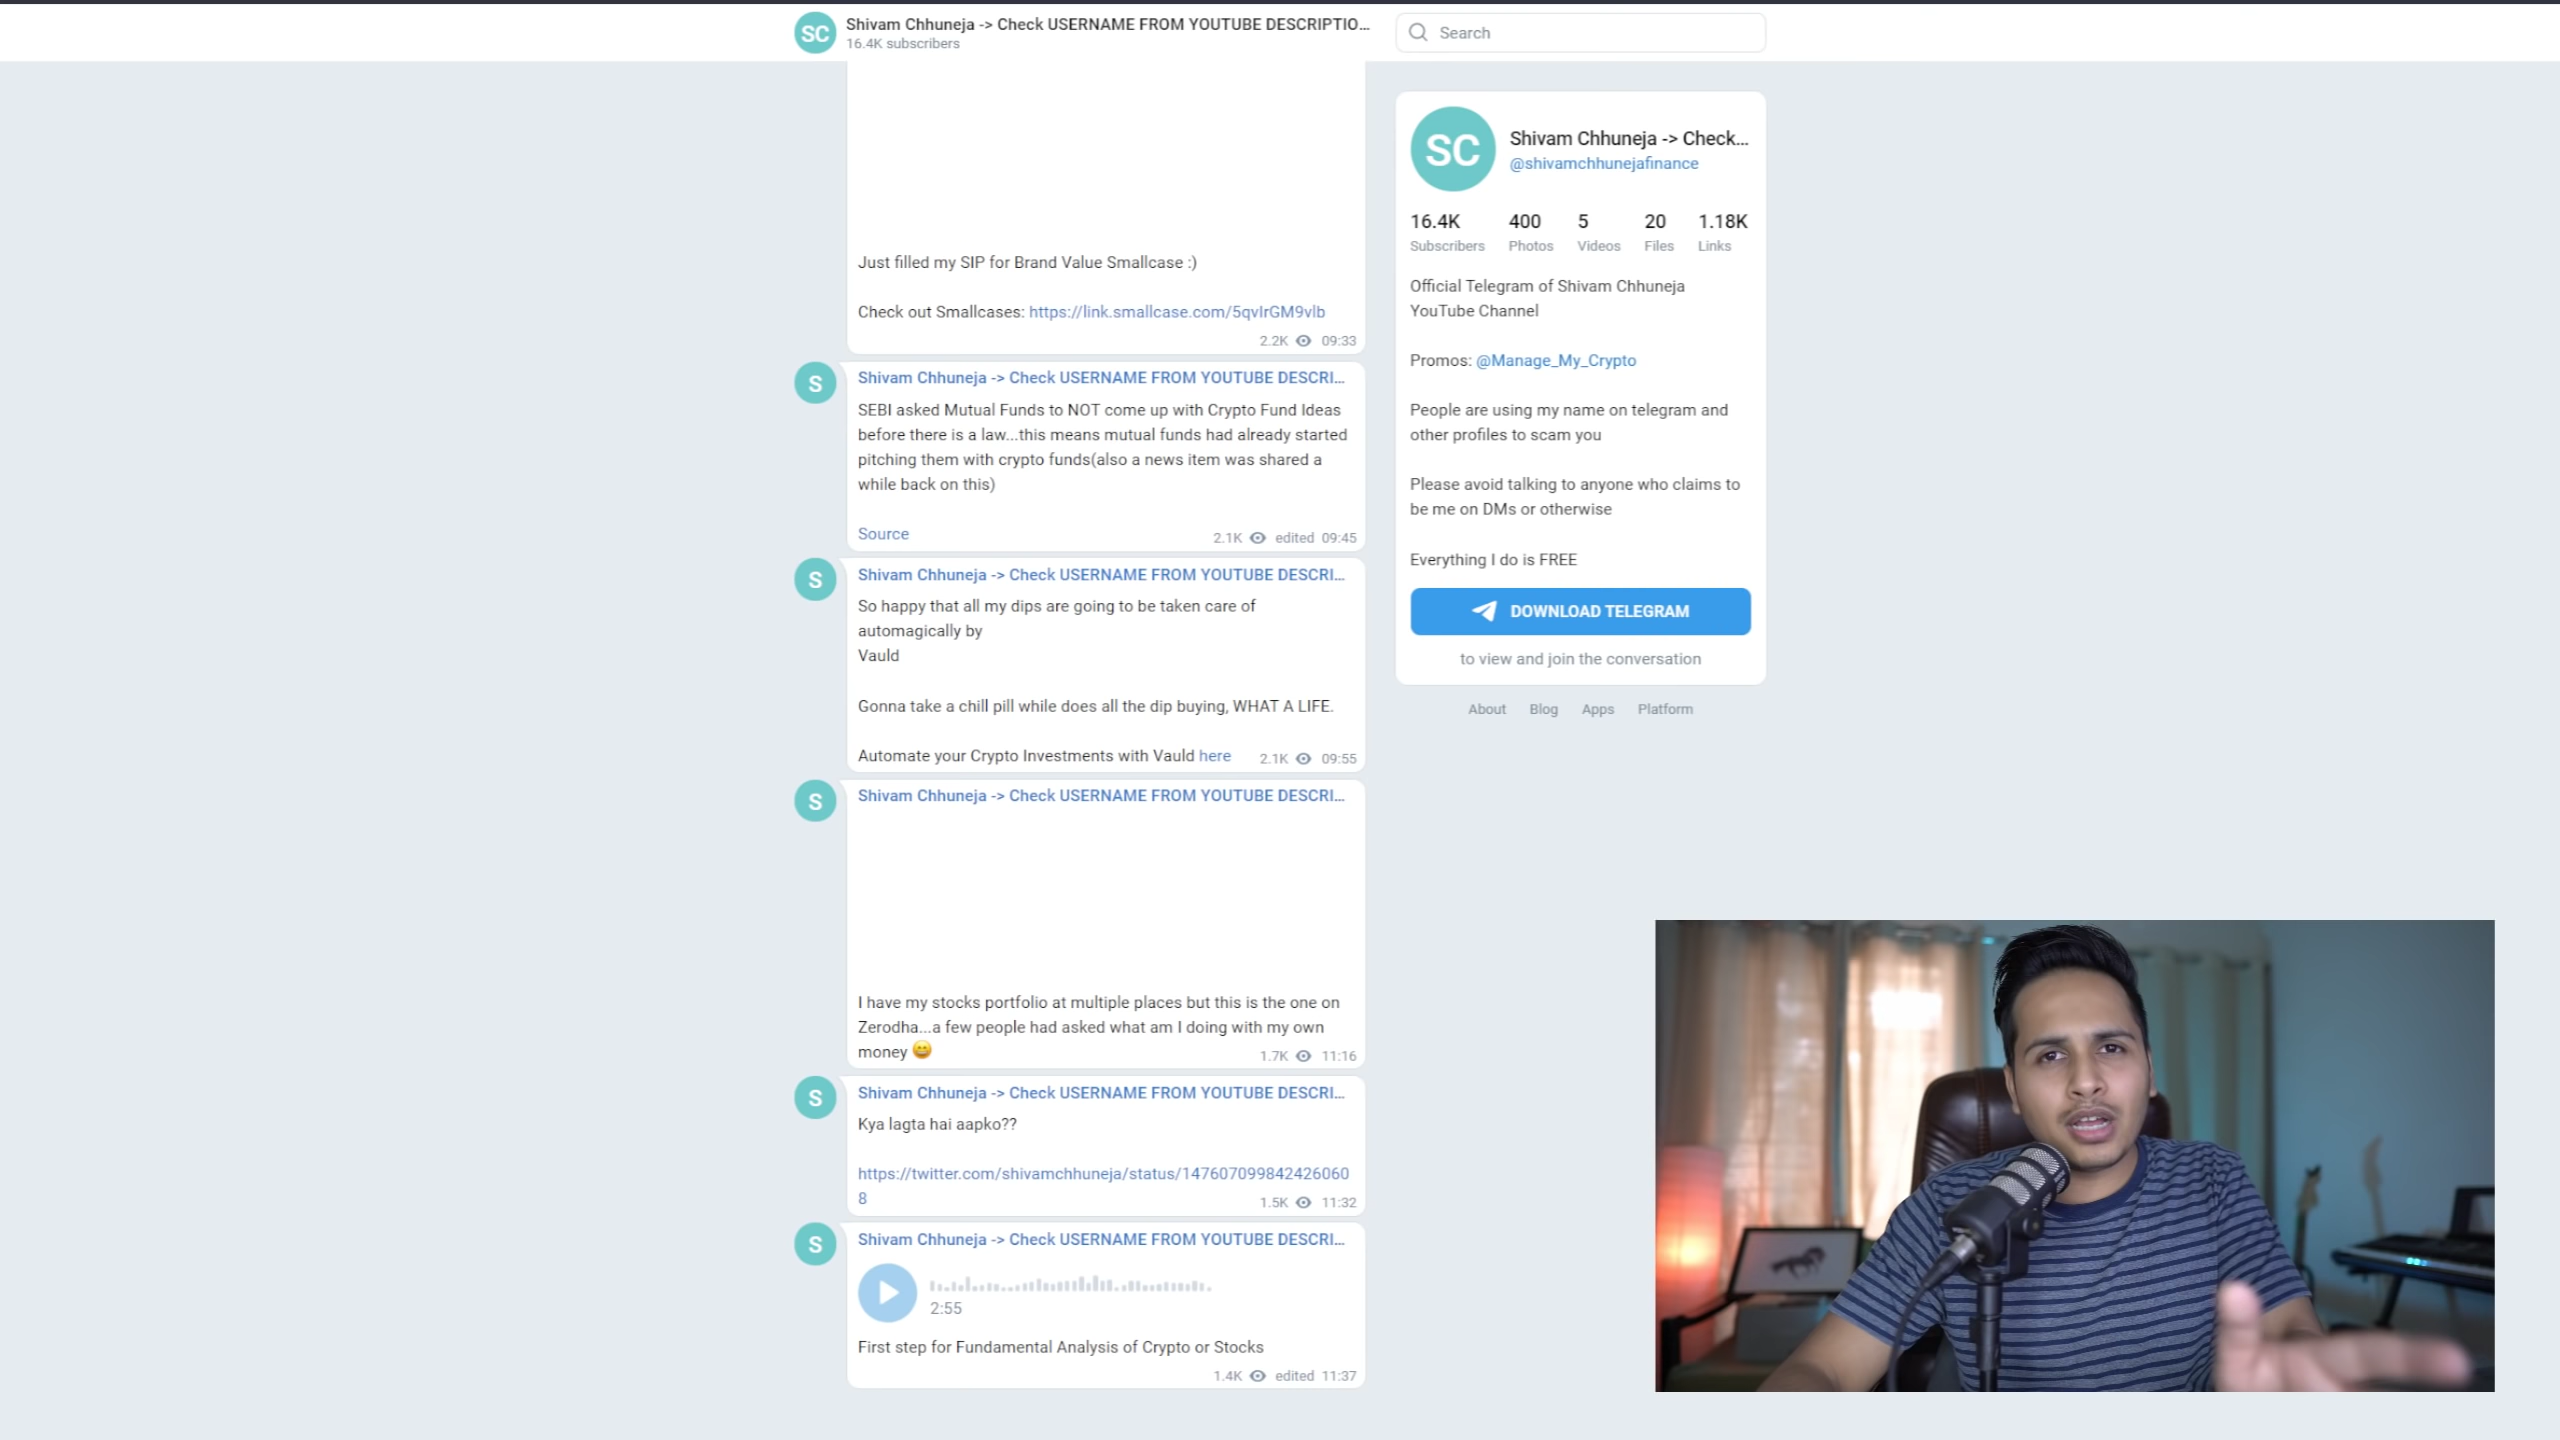 SC
Shivam Chhuneja -> Check USERNAME FROM YOUTUBE DESCRIPTIO...
16.4K subscribers
Search
Just filled my SIP for Brand Value Smallcase :)
Check out Smallcases: https://link.smallcase.com/5qvIrGM9vlb
2.2K 09:33
S
Shivam Chhuneja -> Check USERNAME FROM YOUTUBE DESCRI...
SEBI asked Mutual Funds to NOT come up with Crypto Fund Ideas
before there is a law...this means mutual funds had already started
pitching them with crypto funds(also a news item was shared a
while back on this)
Source
2.1K edited 09:45
S
Shivam Chhuneja -> Check USERNAME FROM YOUTUBE DESCRI...
So happy that all my dips are going to be taken care of
automagically by
Vauld
Gonna take a chill pill while does all the dip buying, WHAT A LIFE.
Automate your Crypto Investments with Vauld here
2.1K 09:55
S
Shivam Chhuneja -> Check USERNAME FROM YOUTUBE DESCRI...
I have my stocks portfolio at multiple places but this is the one on
Zerodha...a few people had asked what am I doing with my own
money 😄
1.7K 11:16
S
Shivam Chhuneja -> Check USERNAME FROM YOUTUBE DESCRI...
Kya lagta hai aapko??
https://twitter.com/shivamchhuneja/status/147607099842426060
8
1.5K 11:32
S
Shivam Chhuneja -> Check USERNAME FROM YOUTUBE DESCRI...
2:55
First step for Fundamental Analysis of Crypto or Stocks
1.4K edited 11:37
SC
Shivam Chhuneja -> Check...
@shivamchhunejafinance
16.4K 400 5 20 1.18K
Subscribers Photos Videos Files Links
Official Telegram of Shivam Chhuneja
YouTube Channel
Promos: @Manage_My_Crypto
People are using my name on telegram and
other profiles to scam you
Please avoid talking to anyone who claims to
be me on DMs or otherwise
Everything I do is FREE
DOWNLOAD TELEGRAM
to view and join the conversation
About Blog Apps Platform